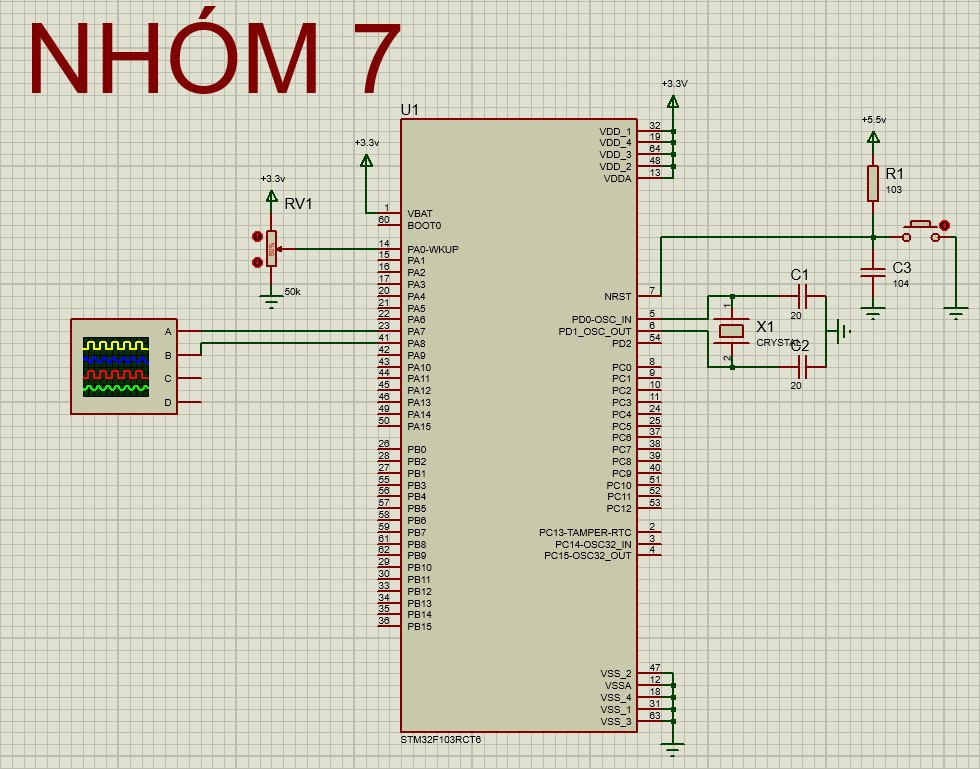 NHÓM 7
U1
+3.3V
+5.5v
+3.3v
+3.3v
RV1
50%
50k
R1
103
C3
104
C1
20
X1
CRYSTAL
C2
20
1
2
A
B
C
D
1 VBAT
60 BOOT0
14 PA0-WKUP
15 PA1
16 PA2
17 PA3
20 PA4
21 PA5
22 PA6
23 PA7
41 PA8
42 PA9
43 PA10
44 PA11
45 PA12
46 PA13
49 PA14
50 PA15
26 PB0
28 PB2
27 PB1
55 PB3
56 PB4
57 PB5
58 PB6
59 PB7
61 PB8
62 PB9
29 PB10
30 PB11
33 PB12
34 PB13
35 PB14
36 PB15
VDD_1 32
VDD_4 19
VDD_3 64
VDD_2 48
VDDA 13
NRST 7
PD0-OSC_IN 5
PD1_OSC_OUT 6
PD2 54
PC0 8
PC1 9
PC2 10
PC3 11
PC4 24
PC5 25
PC6 37
PC7 38
PC8 39
PC9 40
PC10 51
PC11 52
PC12 53
PC13-TAMPER-RTC 2
PC14-OSC32_IN 3
PC15-OSC32_OUT 4
VSS_2 47
VSSA 12
VSS_4 18
VSS_1 31
VSS_3 63
STM32F103RCT6